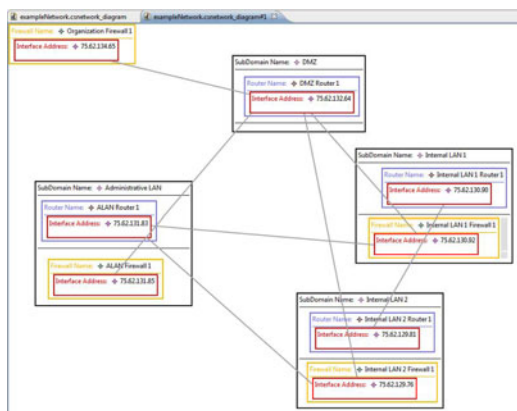 exampleNetwork.csnetwork_diagram
exampleNetwork.csnetwork_diagram#1
Firewall Name: Organization Firewall 1
Interface Address: 75.62.134.65
SubDomain Name: DMZ
Router Name: DMZ Router 1
Interface Address: 75.62.132.64
SubDomain Name: Internal LAN 1
Router Name: Internal LAN 1 Router 1
Interface Address: 75.62.130.90
Firewall Name: Internal LAN 1 Firewall 1
Interface Address: 75.62.130.92
SubDomain Name: Administrative LAN
Router Name: ALAN Router 1
Interface Address: 75.62.131.83
Firewall Name: ALAN Firewall 1
Interface Address: 75.62.131.85
SubDomain Name: Internal LAN 2
Router Name: Internal LAN 2 Router 1
Interface Address: 75.62.129.81
Firewall Name: Internal LAN 2 Firewall 1
Interface Address: 75.62.129.76